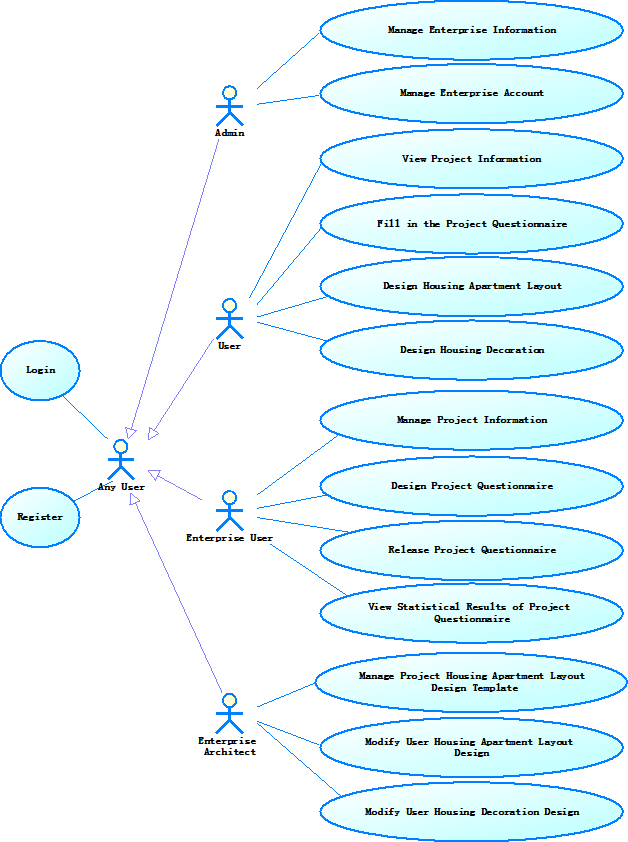 Manage Enterprise Information
Manage Enterprise Account
Admin
View Project Information
Fill in the Project Questionnaire
Design Housing Apartment Layout
User
Design Housing Decoration
Login
Manage Project Information
Any User
Design Project Questionnaire
Register
Enterprise User
Release Project Questionnaire
View Statistical Results of Project
Questionnaire
Manage Project Housing Apartment Layout
Design Template
Enterprise
Architect
Modify User Housing Apartment Layout
Design
Modify User Housing Decoration Design